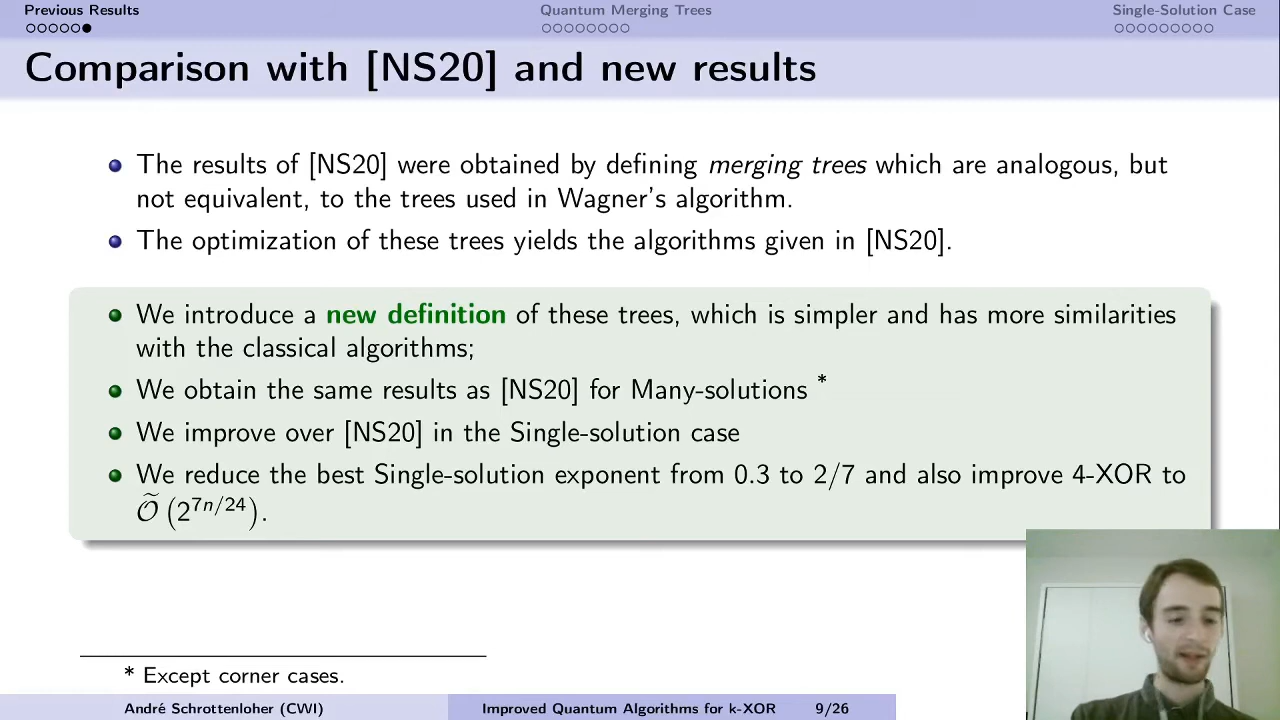 Previous Results
Quantum Merging Trees
Single-Solution Case
Comparison with [NS20] and new results
The results of [NS20] were obtained by defining merging trees which are analogous, but
not equivalent, to the trees used in Wagner's algorithm.
The optimization of these trees yields the algorithms given in [NS20].
We introduce a new definition of these trees, which is simpler and has more similarities
with the classical algorithms;
We obtain the same results as [NS20] for Many-solutions *
We improve over [NS20] in the Single-solution case
We reduce the best Single-solution exponent from 0.3 to 2/7 and also improve 4-XOR to
Õ (2^{7n/24}).
* Except corner cases.
André Schrottenloher (CWI)
Improved Quantum Algorithms for k-XOR
9/26